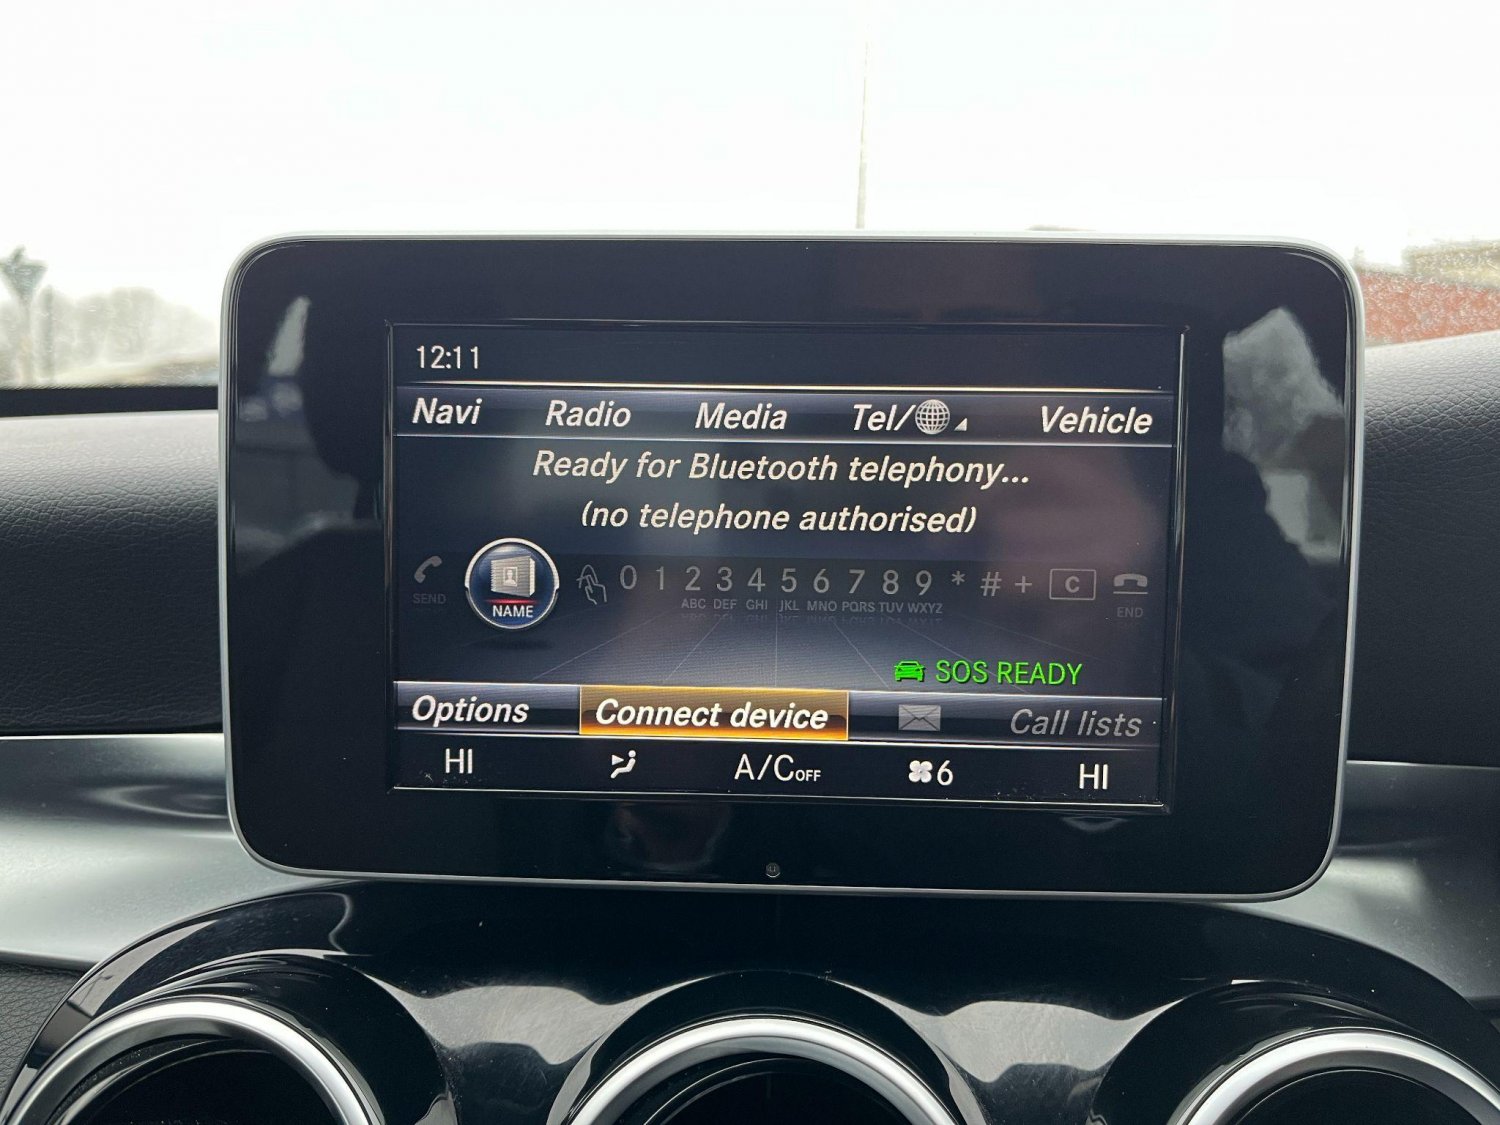 12:11
Navi Radio Media Tel/ Vehicle
Ready for Bluetooth telephony...
(no telephone authorised)
SEND NAME 0 1 2 3 4 5 6 7 8 9 * # + C END
ABC DEF GHI JKL MNO PQRS TUV WXYZ
SOS READY
Options Connect device Call lists
HI A/C OFF 6 HI